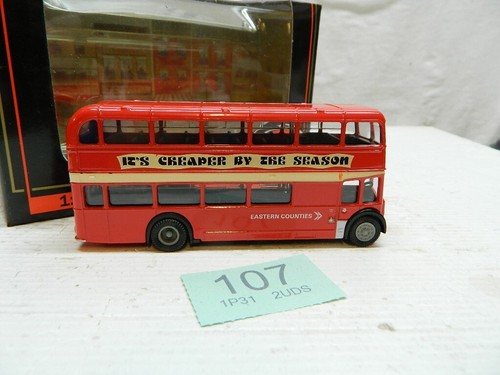 IT'S CHEAPER BY THE SEASON
EASTERN COUNTIES
107
1P31 2UDS